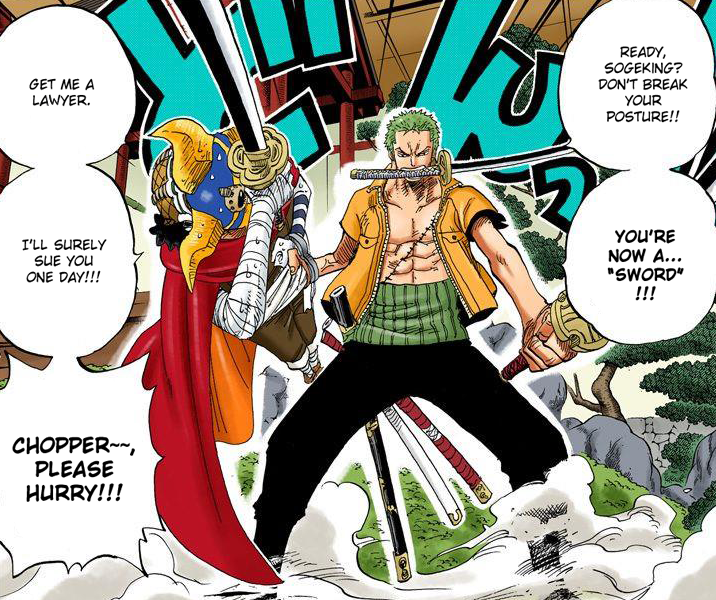 READY,
SOGEKING?
DON'T BREAK
YOUR
POSTURE!!
YOU'RE
NOW A...
"SWORD"
!!!
GET ME A
LAWYER.
I'LL SURELY
SUE YOU
ONE DAY!!!
CHOPPER~~,
PLEASE
HURRY!!!